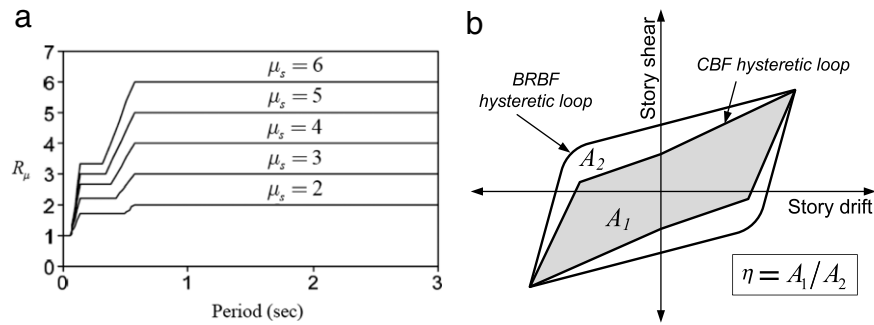 a
7
6
5
4
3
2
1
0
R_μ
μ_s = 6
μ_s = 5
μ_s = 4
μ_s = 3
μ_s = 2
0 1 2 3
Period (sec)
b
Story shear
BRBF
hysteretic loop
CBF hysteretic loop
A_2
A_1
Story drift
η = A_1/A_2